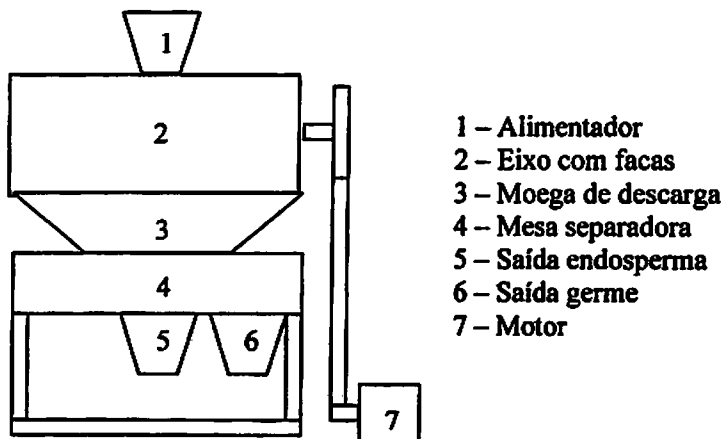 1
2
3
4
5
6
7
1 – Alimentador
2 – Eixo com facas
3 – Moega de descarga
4 – Mesa separadora
5 – Saída endosperma
6 – Saída germe
7 – Motor